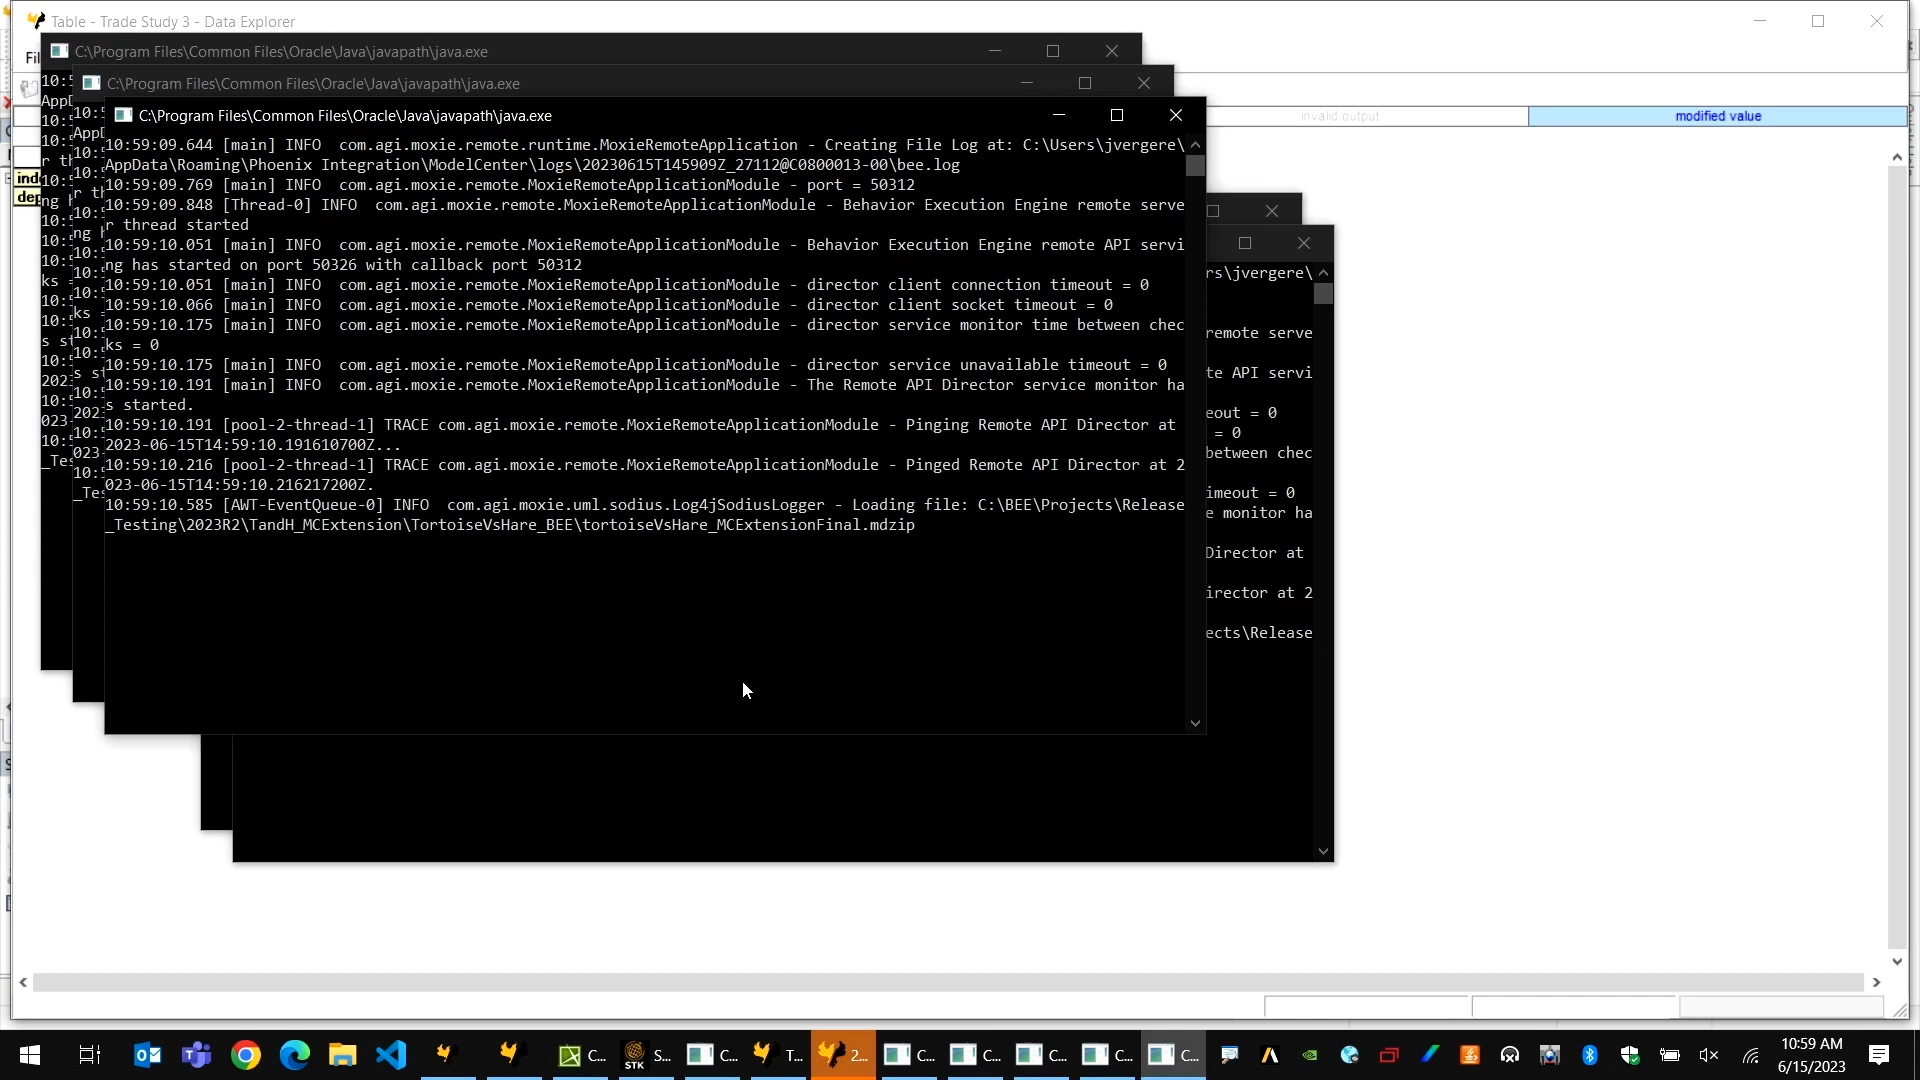 Table - Trade Study 3 - Data Explorer
C:\Program Files\Common Files\Oracle\Java\javapath\java.exe
C:\Program Files\Common Files\Oracle\Java\javapath\java.exe
C:\Program Files\Common Files\Oracle\Java\javapath\java.exe
invalid output
modified value
10:59:09.644 [main] INFO  com.agi.moxie.remote.runtime.MoxieRemoteApplication - Creating File Log at: C:\Users\jvergere\
AppData\Roaming\Phoenix Integration\ModelCenter\logs\20230615T145909Z_27112@C0800013-00\bee.log
10:59:09.769 [main] INFO  com.agi.moxie.remote.MoxieRemoteApplicationModule - port = 50312
10:59:09.848 [Thread-0] INFO  com.agi.moxie.remote.MoxieRemoteApplicationModule - Behavior Execution Engine remote serve
r thread started
10:59:10.051 [main] INFO  com.agi.moxie.remote.MoxieRemoteApplicationModule - Behavior Execution Engine remote API servi
ng has started on port 50326 with callback port 50312
10:59:10.051 [main] INFO  com.agi.moxie.remote.MoxieRemoteApplicationModule - director client connection timeout = 0
10:59:10.066 [main] INFO  com.agi.moxie.remote.MoxieRemoteApplicationModule - director client socket timeout = 0
10:59:10.175 [main] INFO  com.agi.moxie.remote.MoxieRemoteApplicationModule - director service monitor time between chec
ks = 0
10:59:10.175 [main] INFO  com.agi.moxie.remote.MoxieRemoteApplicationModule - director service unavailable timeout = 0
10:59:10.191 [main] INFO  com.agi.moxie.remote.MoxieRemoteApplicationModule - The Remote API Director service monitor ha
s started.
10:59:10.191 [pool-2-thread-1] TRACE com.agi.moxie.remote.MoxieRemoteApplicationModule - Pinging Remote API Director at
2023-06-15T14:59:10.191610700Z...
10:59:10.216 [pool-2-thread-1] TRACE com.agi.moxie.remote.MoxieRemoteApplicationModule - Pinged Remote API Director at 2
023-06-15T14:59:10.216217200Z.
10:59:10.585 [AWT-EventQueue-0] INFO  com.agi.moxie.uml.sodius.Log4jSodiusLogger - Loading file: C:\BEE\Projects\Release
_Testing\2023R2\TandH_MCExtension\TortoiseVsHare_BEE\tortoiseVsHare_MCExtensionFinal.mdzip
rs\jvergere\
remote serve
te API servi
eout = 0
= 0
between chec
imeout = 0
e monitor ha
Director at
irector at 2
ects\Release
C...
STK
S...
C...
T...
2...
C...
C...
C...
C...
C...
10:59 AM
6/15/2023